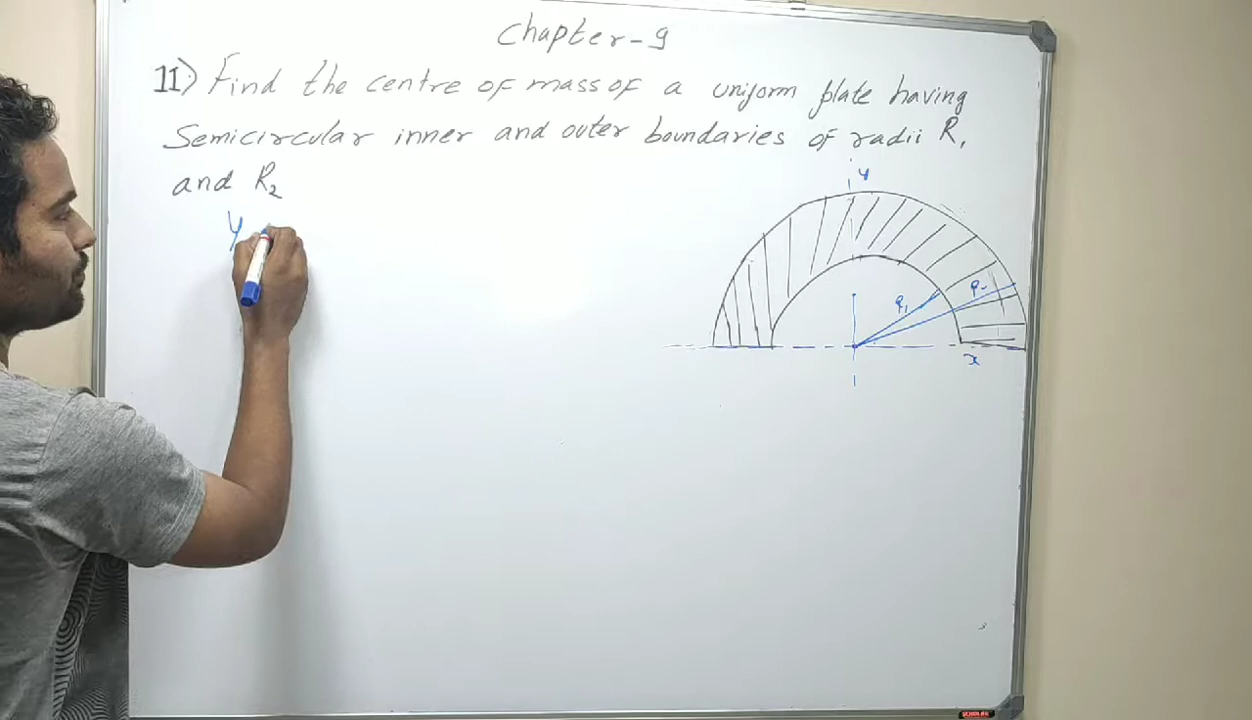 Chapter-9
11) Find the centre of mass of a uniform plate having
Semicircular inner and outer boundaries of radii R1
and R2
y
y
R1
R2
x